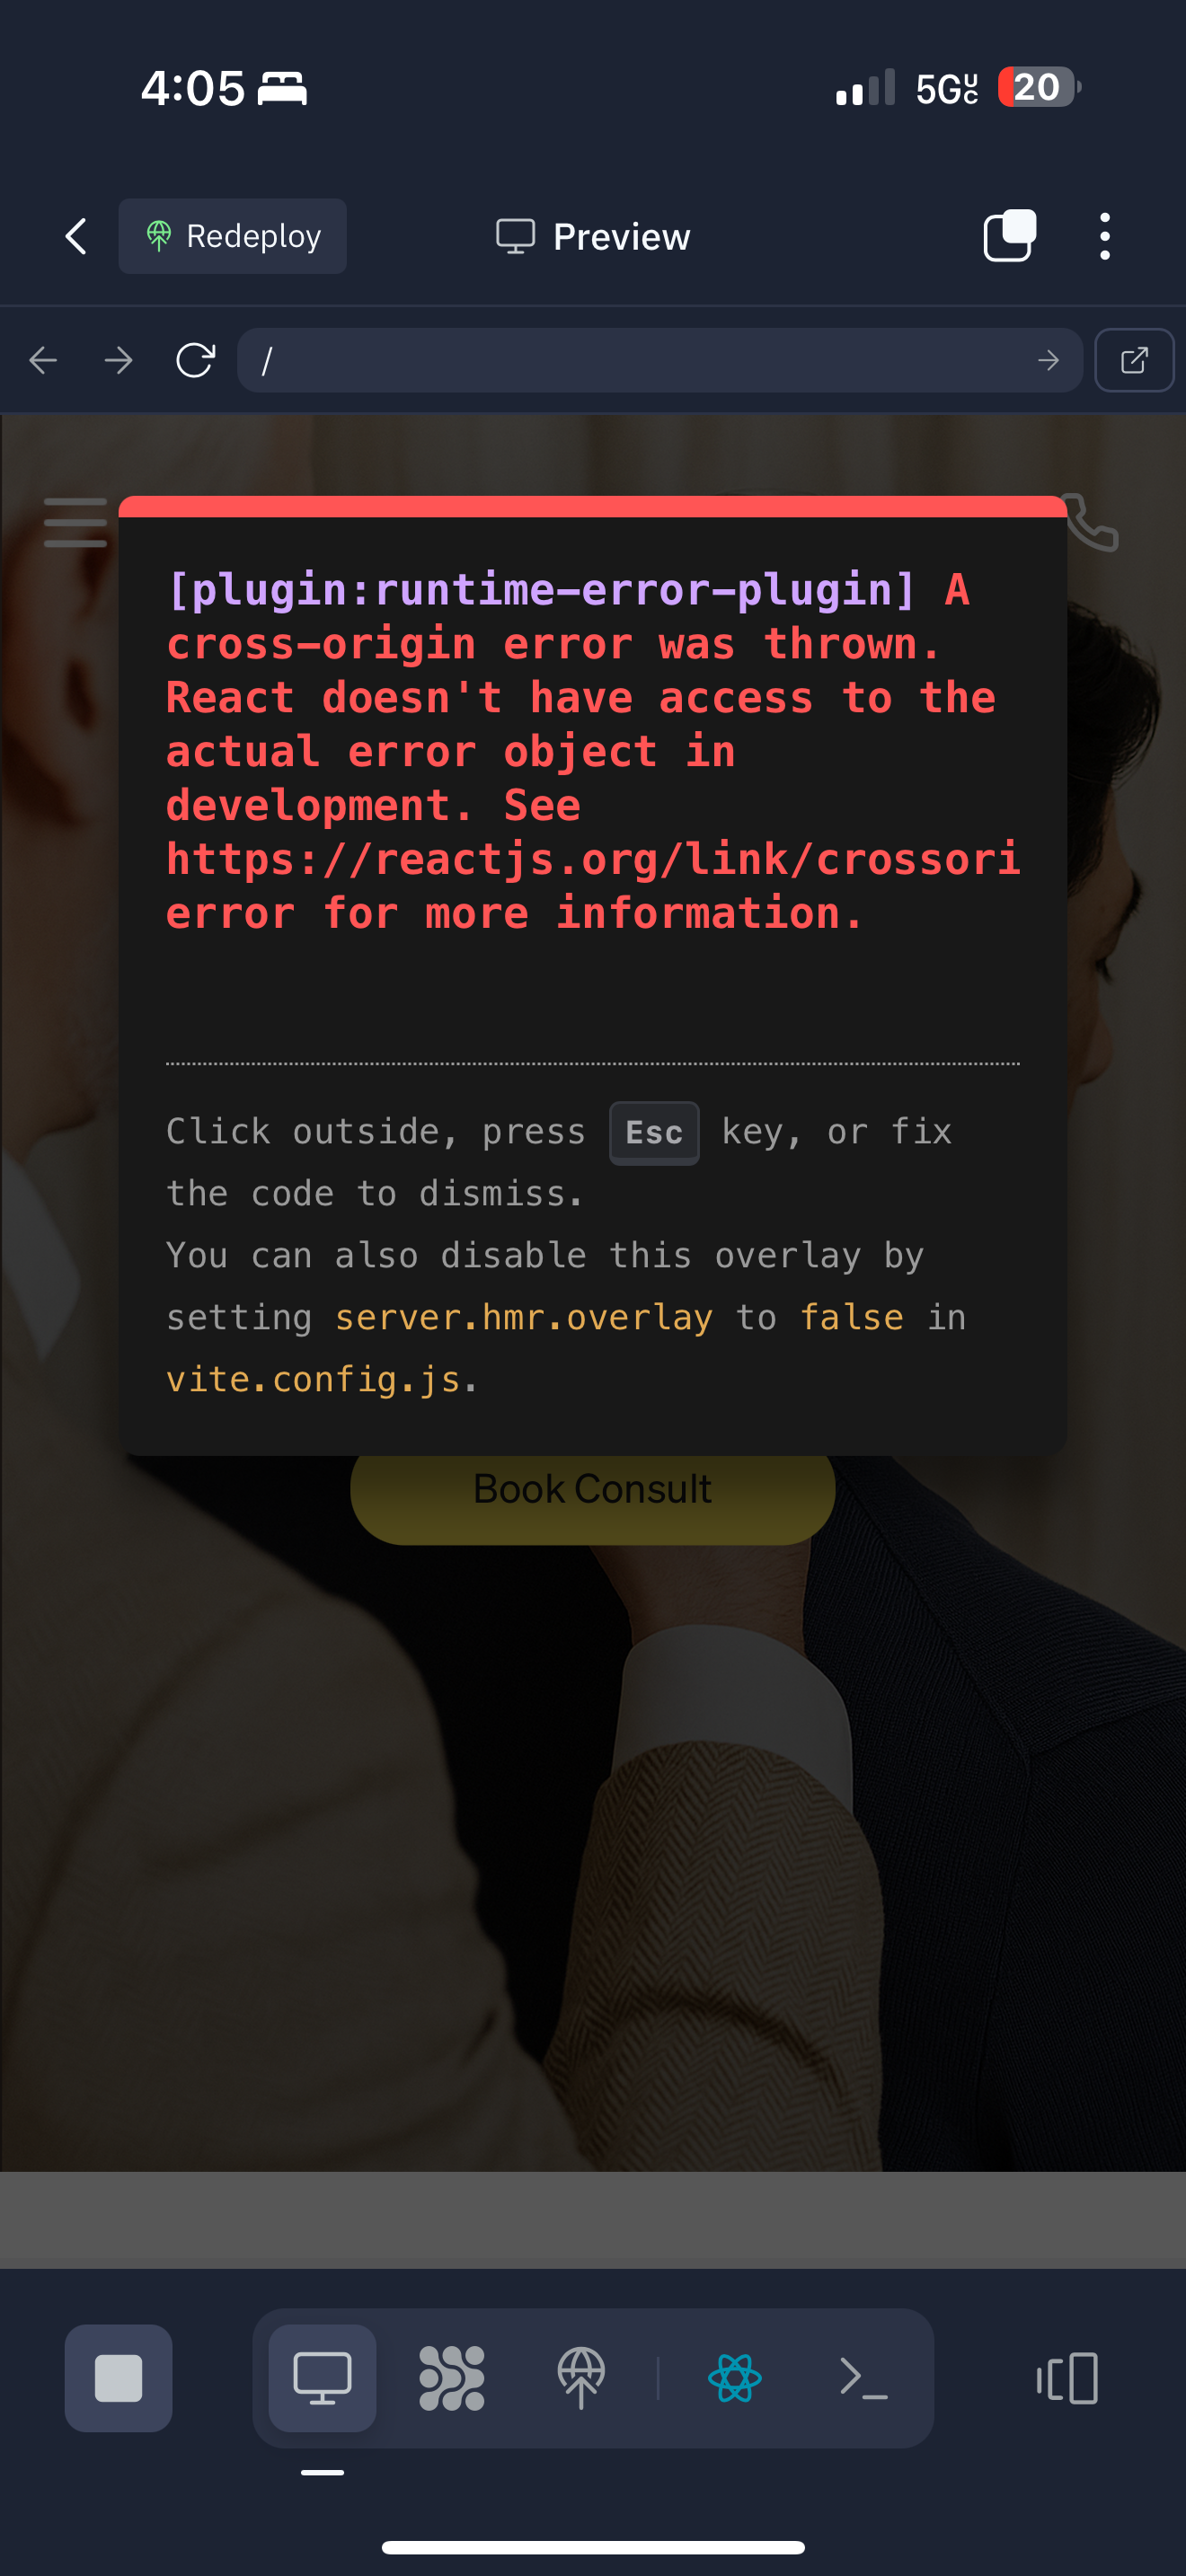 4:05
5GUC
20
Redeploy
Preview
/
[plugin:runtime-error-plugin] A
cross-origin error was thrown.
React doesn't have access to the
actual error object in
development. See
https://reactjs.org/link/crossori
error for more information.
Click outside, press Esc key, or fix
the code to dismiss.
You can also disable this overlay by
setting server.hmr.overlay to false in
vite.config.js.
Book Consult